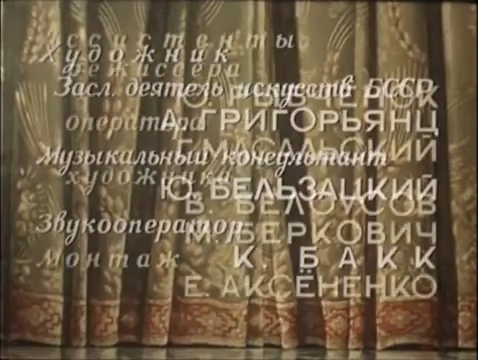 Ассистенты
Художник
режиссёра
Засл. деятель искусств БССР
О. РЫБЧЕНОК
оператора
А. ГРИГОРЬЯНЦ
Г. МАСАЛЬСКИЙ
Музыкальный консультант
художника
Ю. БЕЛЬЗАЦКИЙ
В. БЕЛОУСОВ
Звукооператор
М. БЕРКОВИЧ
Монтаж
К. БАКК
Е. АКСЁНЕНКО